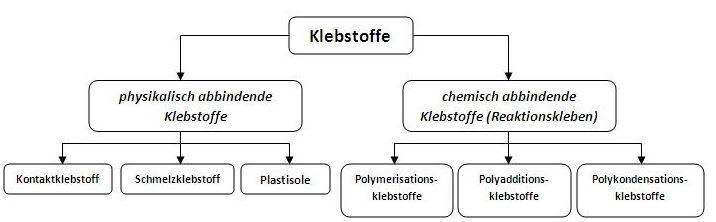 Klebstoffe
physikalisch abbindende
Klebstoffe
chemisch abbindende
Klebstoffe (Reaktionskleben)
Kontaktklebstoff
Schmelzklebstoff
Plastisole
Polymerisations-
klebstoffe
Polyadditions-
klebstoffe
Polykondensations-
klebstoffe